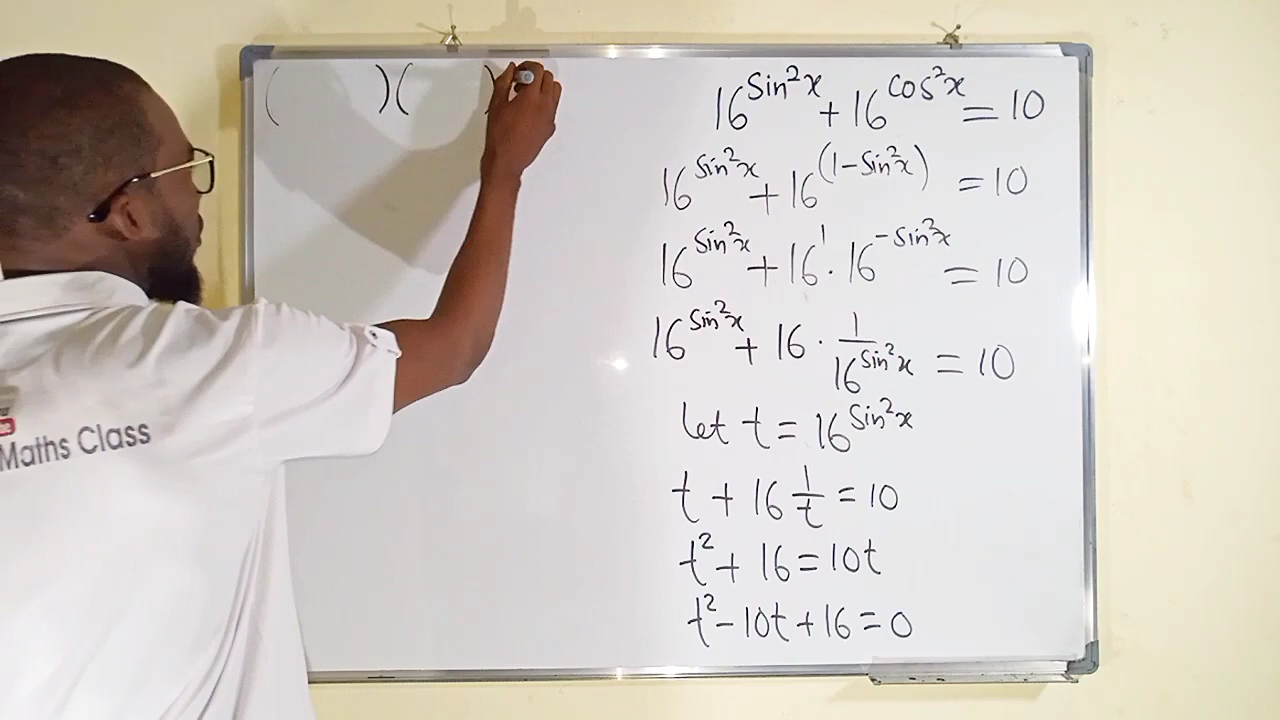 ( )( )
16^{Sin²x} + 16^{Cos²x} = 10
16^{Sin²x} + 16^{(1-Sin²x)} = 10
16^{Sin²x} + 16^1 · 16^{-Sin²x} = 10
16^{Sin²x} + 16 · \frac{1}{16^{Sin²x}} = 10
let t = 16^{Sin²x}
t + 16 \frac{1}{t} = 10
t² + 16 = 10t
t² - 10t + 16 = 0
Maths Class